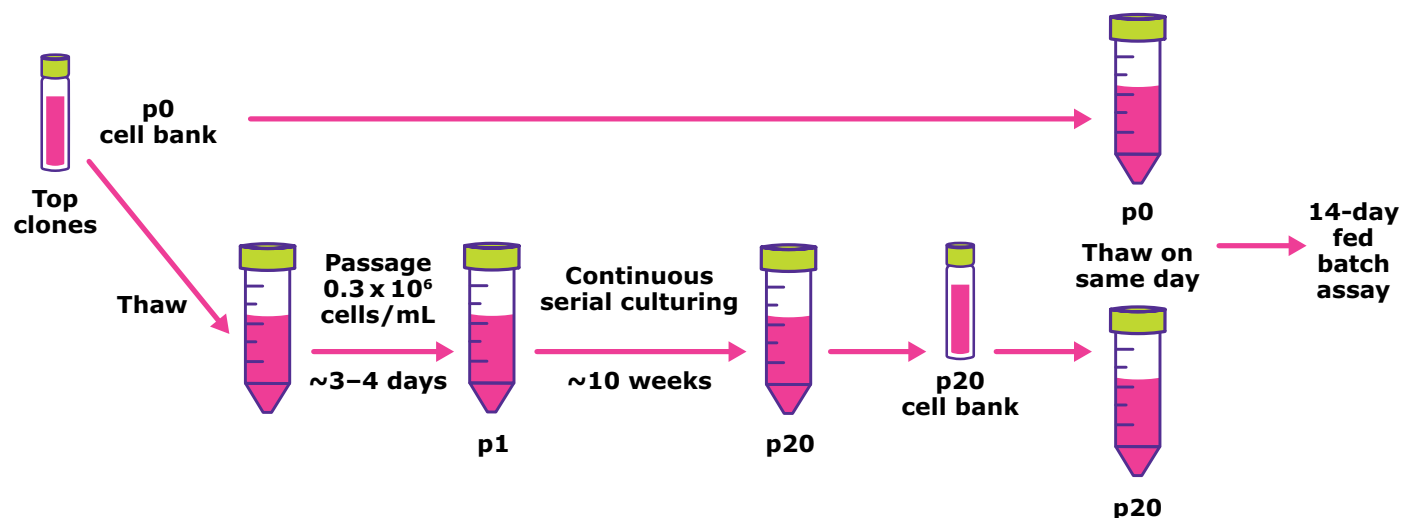 p0
cell bank
Top
clones
Thaw
Passage
0.3 x 10⁶
cells/mL
~3–4 days
p1
Continuous
serial culturing
~10 weeks
p20
p20
cell bank
p0
Thaw on
same day
p20
14-day
fed
batch
assay